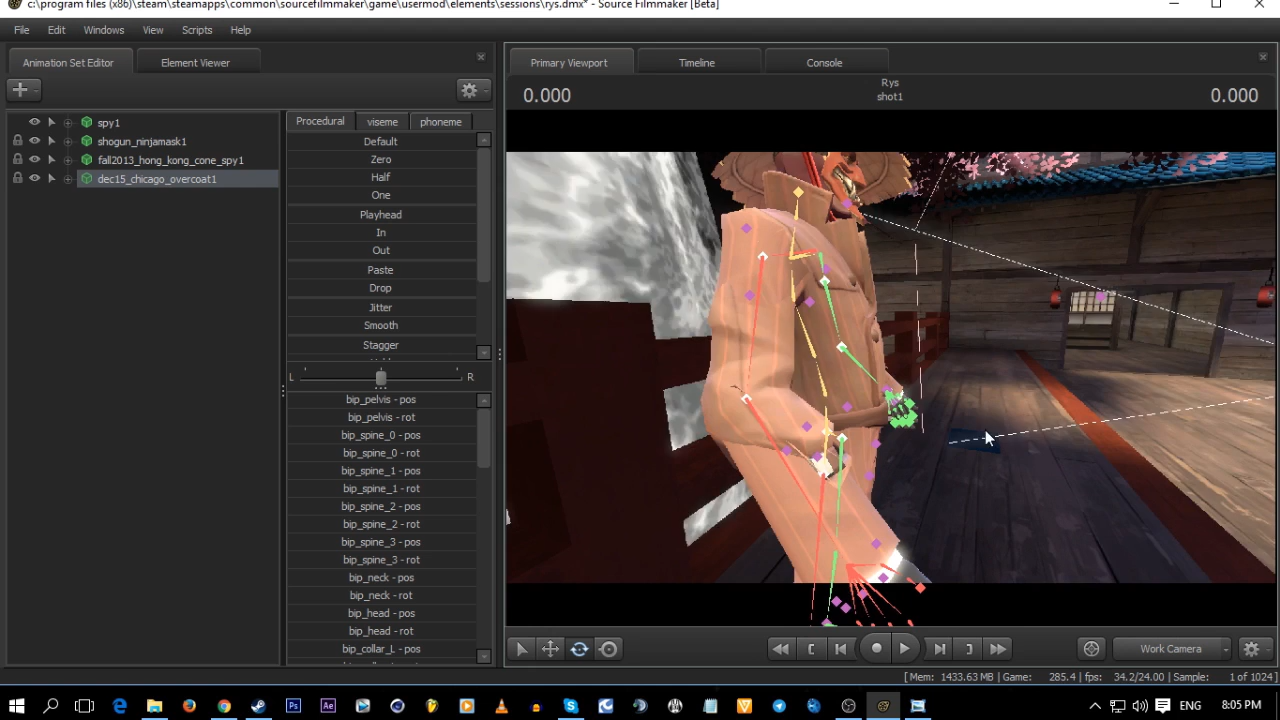 c:\program files (x86)\steam\steamapps\common\sourcefilmmaker\game\usermod\elements\sessions\rys.dmx* - Source Filmmaker [Beta]
File Edit Windows View Scripts Help
Animation Set Editor Element Viewer
Primary Viewport Timeline Console
0.000 Rys 0.000
shot1
spy1
shogun_ninjamask1
fall2013_hong_kong_cone_spy1
dec15_chicago_overcoat1
Procedural viseme phoneme
Default
Zero
Half
One
Playhead
In
Out
Paste
Drop
Jitter
Smooth
Stagger
L R
bip_pelvis - pos
bip_pelvis - rot
bip_spine_0 - pos
bip_spine_0 - rot
bip_spine_1 - pos
bip_spine_1 - rot
bip_spine_2 - pos
bip_spine_2 - rot
bip_spine_3 - pos
bip_spine_3 - rot
bip_neck - pos
bip_neck - rot
bip_head - pos
bip_head - rot
bip_collar_L - pos
Work Camera
[ Mem: 1433.63 MB | Game: 285.4 | fps: 34.2/24.00 | Sample: 1 of 1024 ]
ENG 8:05 PM